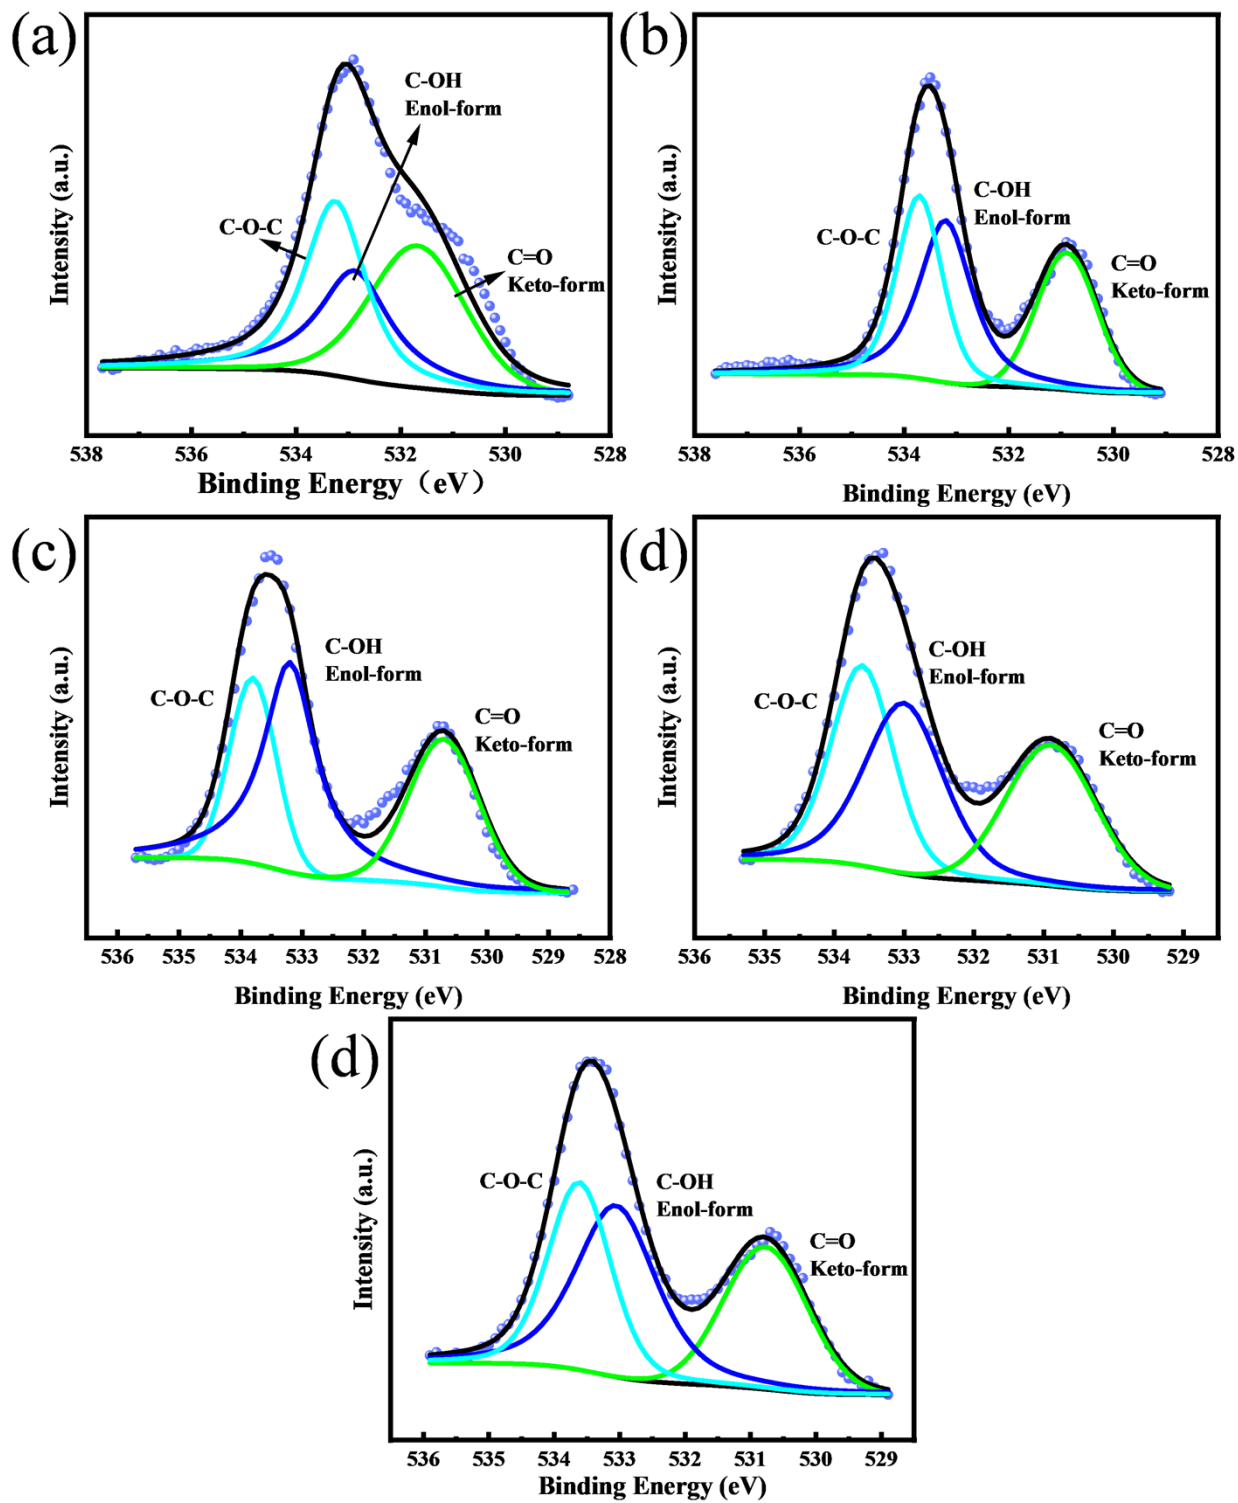 (a)
C-OH
Enol-form
C-O-C
C=O
Keto-form
Intensity (a.u.)
538 536 534 532 530 528
Binding Energy（eV）
(b)
C-OH
Enol-form
C-O-C
C=O
Keto-form
Intensity (a.u.)
538 536 534 532 530 528
Binding Energy (eV)
(c)
C-OH
Enol-form
C-O-C
C=O
Keto-form
Intensity (a.u.)
536 535 534 533 532 531 530 529 528
Binding Energy (eV)
(d)
C-OH
Enol-form
C-O-C
C=O
Keto-form
Intensity (a.u.)
536 535 534 533 532 531 530 529
Binding Energy (eV)
(d)
C-O-C
C-OH
Enol-form
C=O
Keto-form
Intensity (a.u.)
536 535 534 533 532 531 530 529
Binding Energy (eV)